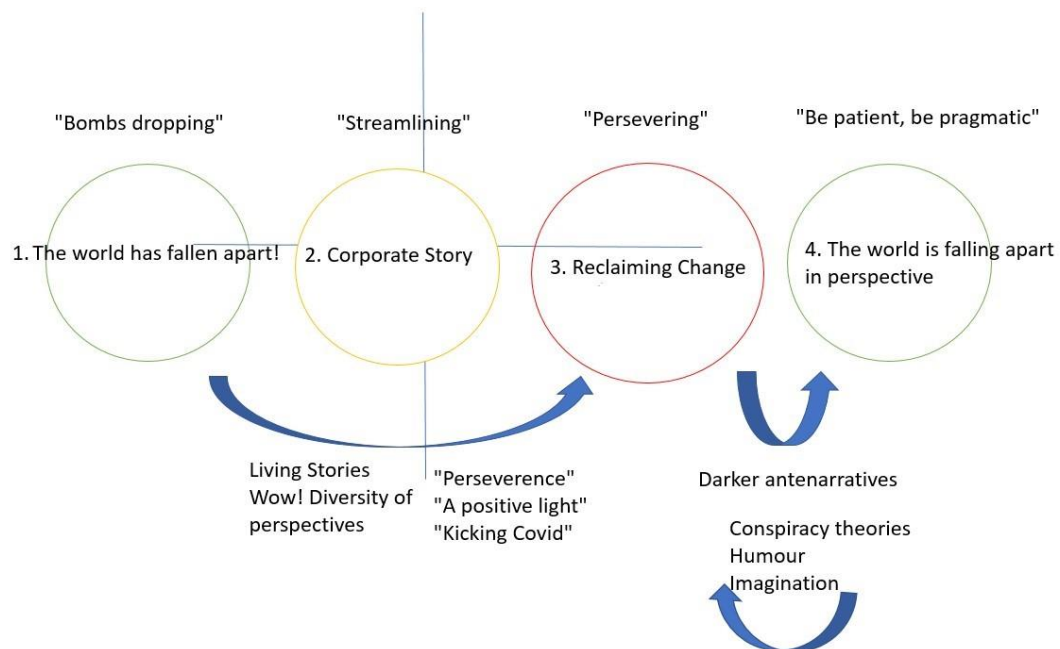 "Bombs dropping"
"Streamlining"
"Persevering"
"Be patient, be pragmatic"
1. The world has fallen apart!
2. Corporate Story
3. Reclaiming Change
4. The world is falling apart
in perspective
Living Stories
Wow! Diversity of
perspectives
"Perseverence"
"A positive light"
"Kicking Covid"
Darker antenarratives
Conspiracy theories
Humour
Imagination